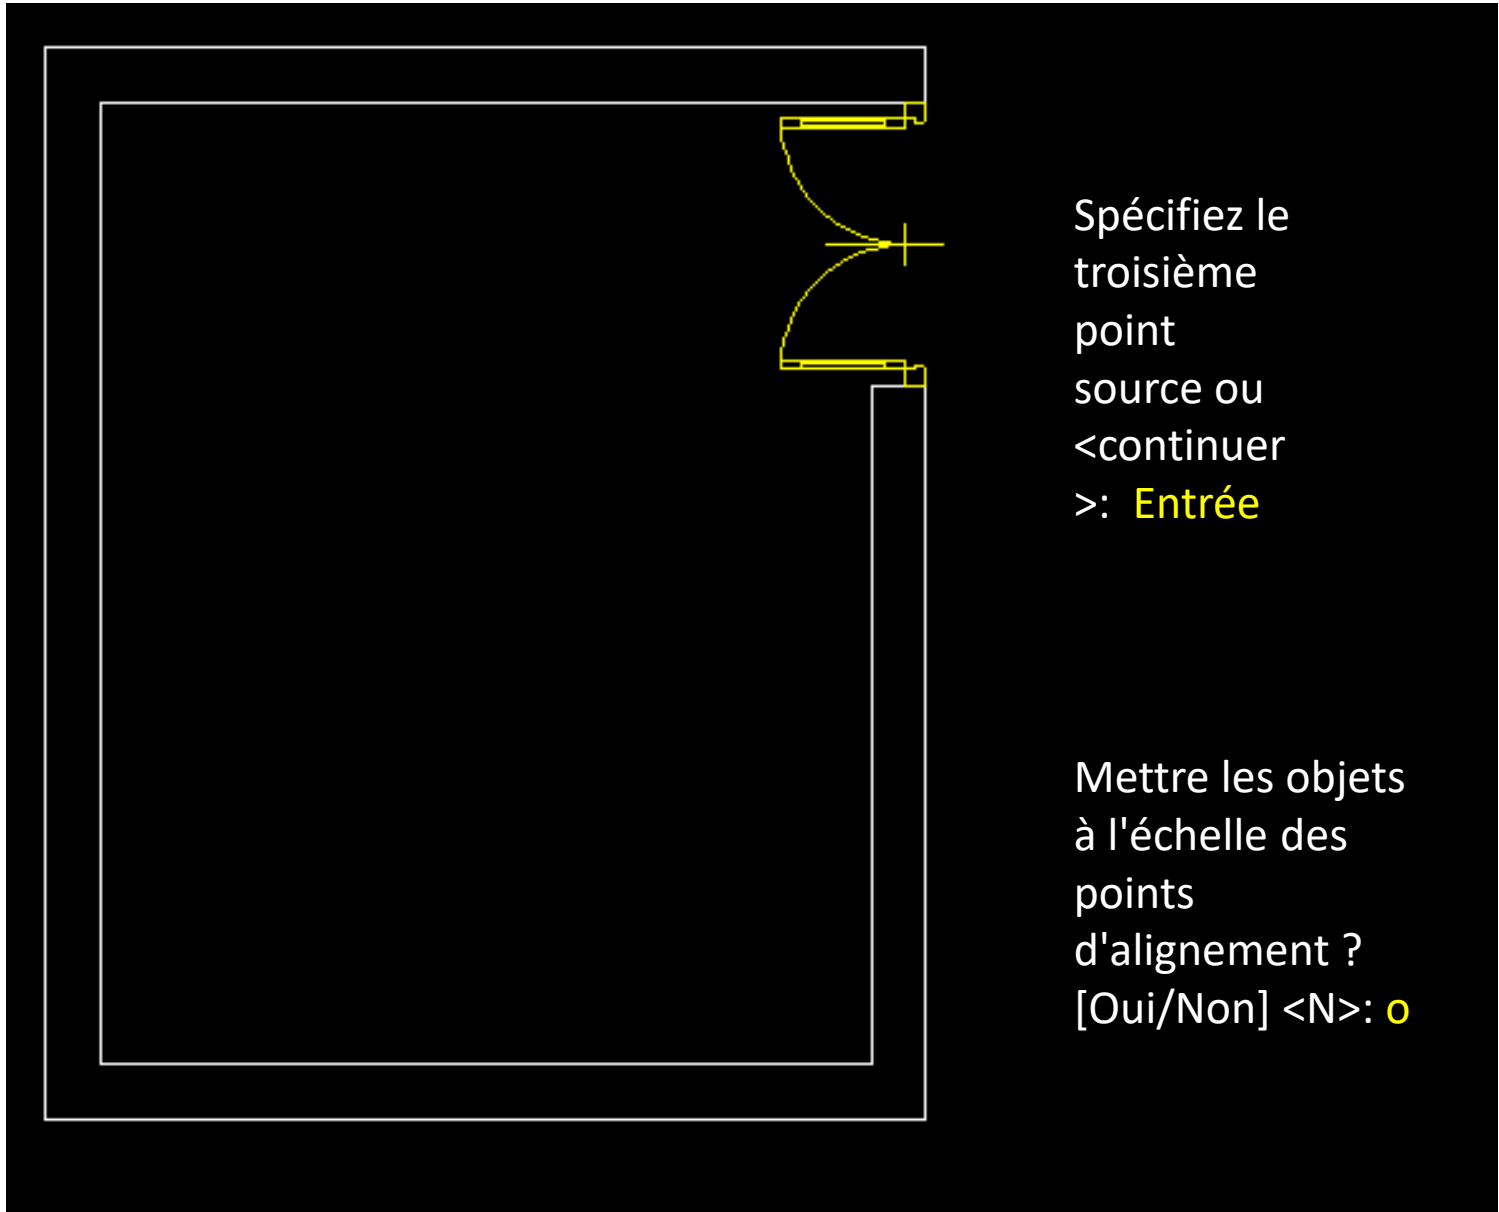 Spécifiez le
troisième
point
source ou
<continuer
>: Entrée
Mettre les objets
à l'échelle des
points
d'alignement ?
[Oui/Non] <N>: o